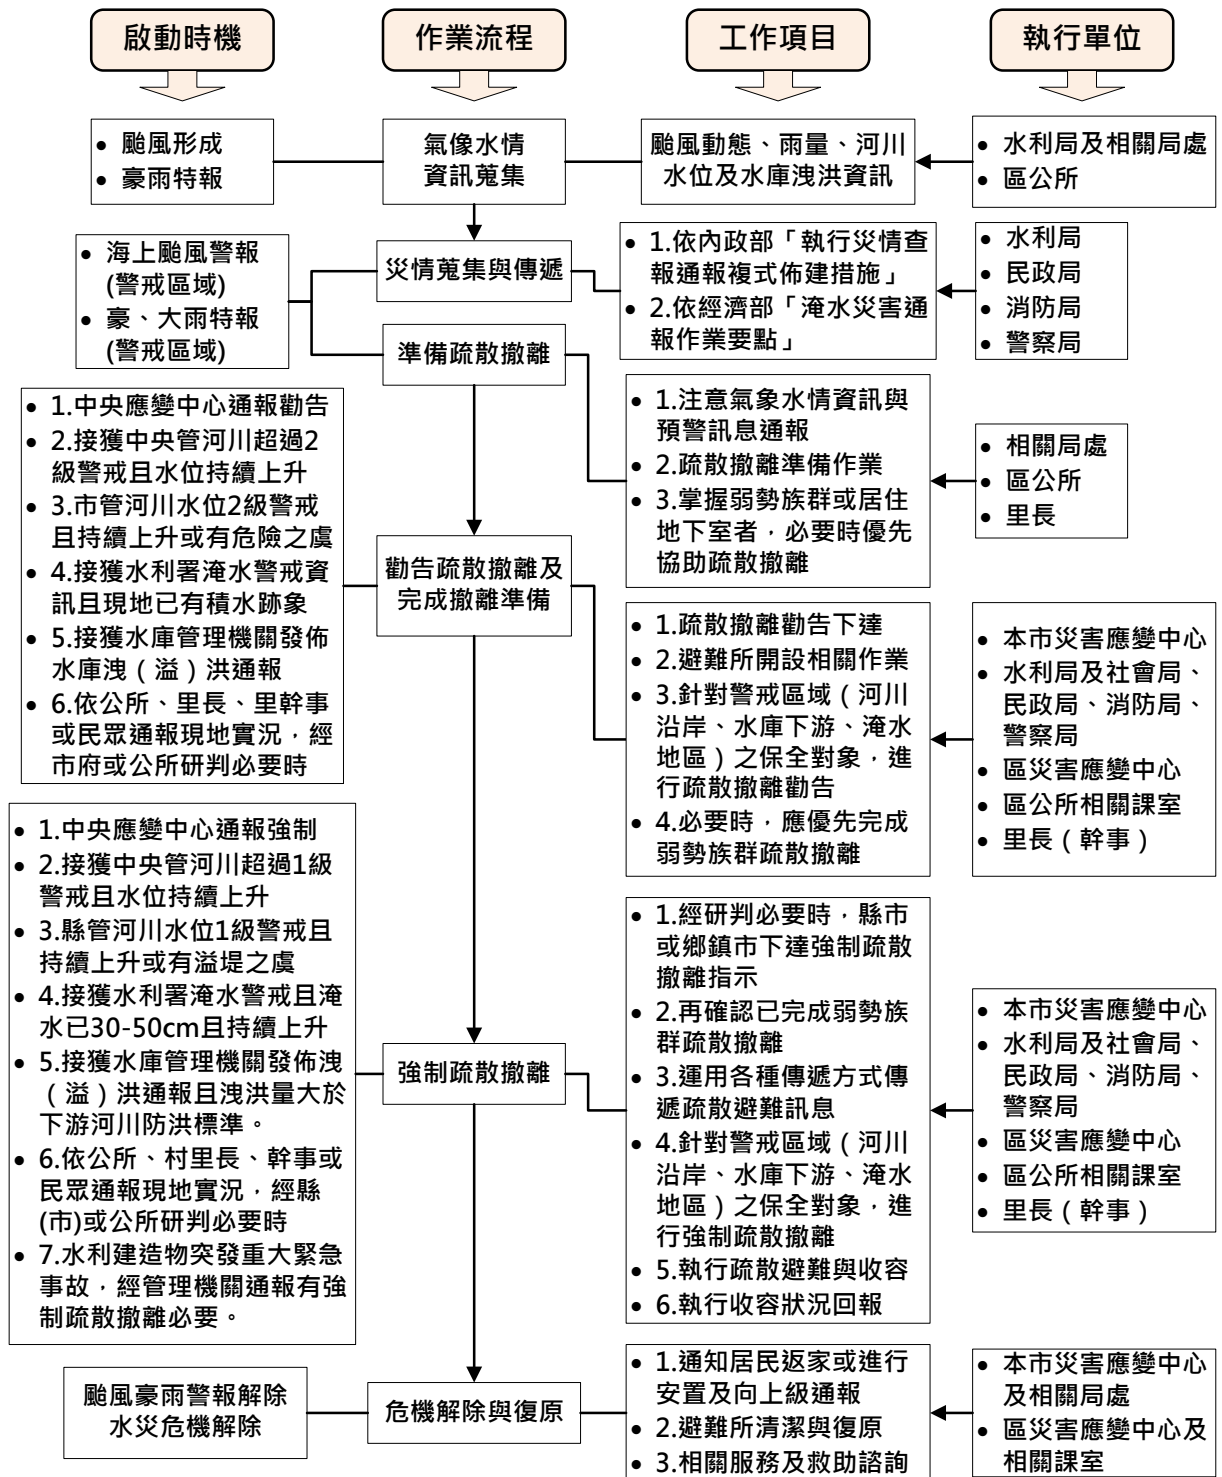 啟動時機
作業流程
工作項目
執行單位
• 颱風形成
• 豪雨特報
氣像水情
資訊蒐集
颱風動態、雨量、河川
水位及水庫洩洪資訊
• 水利局及相關局處
• 區公所
• 海上颱風警報
(警戒區域)
• 豪、大雨特報
(警戒區域)
災情蒐集與傳遞
• 1.依內政部「執行災情查
報通報複式佈建措施」
• 2.依經濟部「淹水災害通
報作業要點」
• 水利局
• 民政局
• 消防局
• 警察局
準備疏散撤離
• 1.注意氣象水情資訊與
預警訊息通報
• 2.疏散撤離準備作業
• 3.掌握弱勢族群或居住
地下室者，必要時優先
協助疏散撤離
• 相關局處
• 區公所
• 里長
• 1.中央應變中心通報勸告
• 2.接獲中央管河川超過2
級警戒且水位持續上升
• 3.市管河川水位2級警戒
且持續上升或有危險之虞
• 4.接獲水利署淹水警戒資
訊且現地已有積水跡象
• 5.接獲水庫管理機關發佈
水庫洩（溢）洪通報
• 6.依公所、里長、里幹事
或民眾通報現地實況，經
市府或公所研判必要時
勸告疏散撤離及
完成撤離準備
• 1.疏散撤離勸告下達
• 2.避難所開設相關作業
• 3.針對警戒區域（河川
沿岸、水庫下游、淹水
地區）之保全對象，進
行疏散撤離勸告
• 4.必要時，應優先完成
弱勢族群疏散撤離
• 本市災害應變中心
• 水利局及社會局、
民政局、消防局、
警察局
• 區災害應變中心
• 區公所相關課室
• 里長（幹事）
• 1.中央應變中心通報強制
• 2.接獲中央管河川超過1級
警戒且水位持續上升
• 3.縣管河川水位1級警戒且
持續上升或有溢堤之虞
• 4.接獲水利署淹水警戒且淹
水已30-50cm且持續上升
• 5.接獲水庫管理機關發佈洩
（溢）洪通報且洩洪量大於
下游河川防洪標準。
• 6.依公所、村里長、幹事或
民眾通報現地實況，經縣
(市)或公所研判必要時
• 7.水利建造物突發重大緊急
事故，經管理機關通報有強
制疏散撤離必要。
強制疏散撤離
• 1.經研判必要時，縣市
或鄉鎮市下達強制疏散
撤離指示
• 2.再確認已完成弱勢族
群疏散撤離
• 3.運用各種傳遞方式傳
遞疏散避難訊息
• 4.針對警戒區域（河川
沿岸、水庫下游、淹水
地區）之保全對象，進
行強制疏散撤離
• 5.執行疏散避難與收容
• 6.執行收容狀況回報
• 本市災害應變中心
• 水利局及社會局、
民政局、消防局、
警察局
• 區災害應變中心
• 區公所相關課室
• 里長（幹事）
颱風豪雨警報解除
水災危機解除
危機解除與復原
• 1.通知居民返家或進行
安置及向上級通報
• 2.避難所清潔與復原
• 3.相關服務及救助諮詢
• 本市災害應變中心
及相關局處
• 區災害應變中心及
相關課室